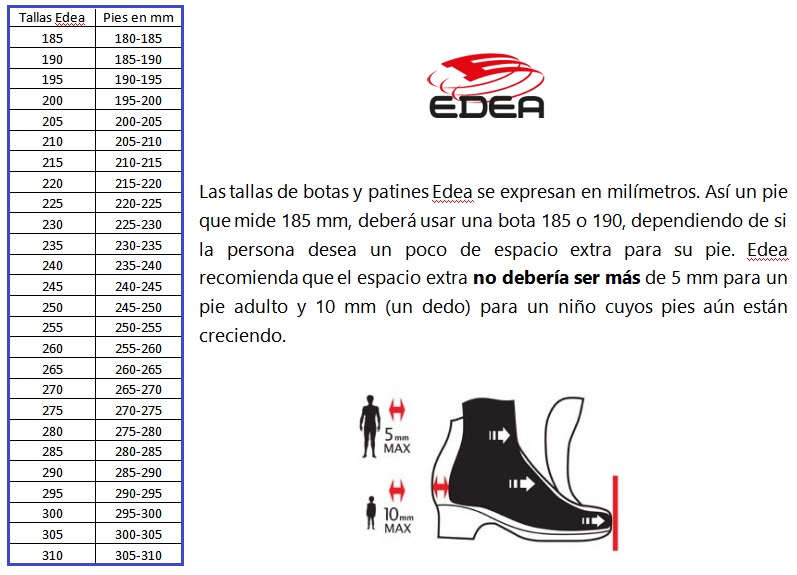 Tallas Edea Pies en mm
185 180-185
190 185-190
195 190-195
200 195-200
205 200-205
210 205-210
215 210-215
220 215-220
225 220-225
230 225-230
235 230-235
240 235-240
245 240-245
250 245-250
255 250-255
260 255-260
265 260-265
270 265-270
275 270-275
280 275-280
285 280-285
290 285-290
295 290-295
300 295-300
305 300-305
310 305-310
EDEA
Las tallas de botas y patines Edea se expresan en milímetros. Así un pie
que mide 185 mm, deberá usar una bota 185 o 190, dependiendo de si
la persona desea un poco de espacio extra para su pie. Edea
recomienda que el espacio extra no debería ser más de 5 mm para un
pie adulto y 10 mm (un dedo) para un niño cuyos pies aún están
creciendo.
5mm
MAX
10mm
MAX